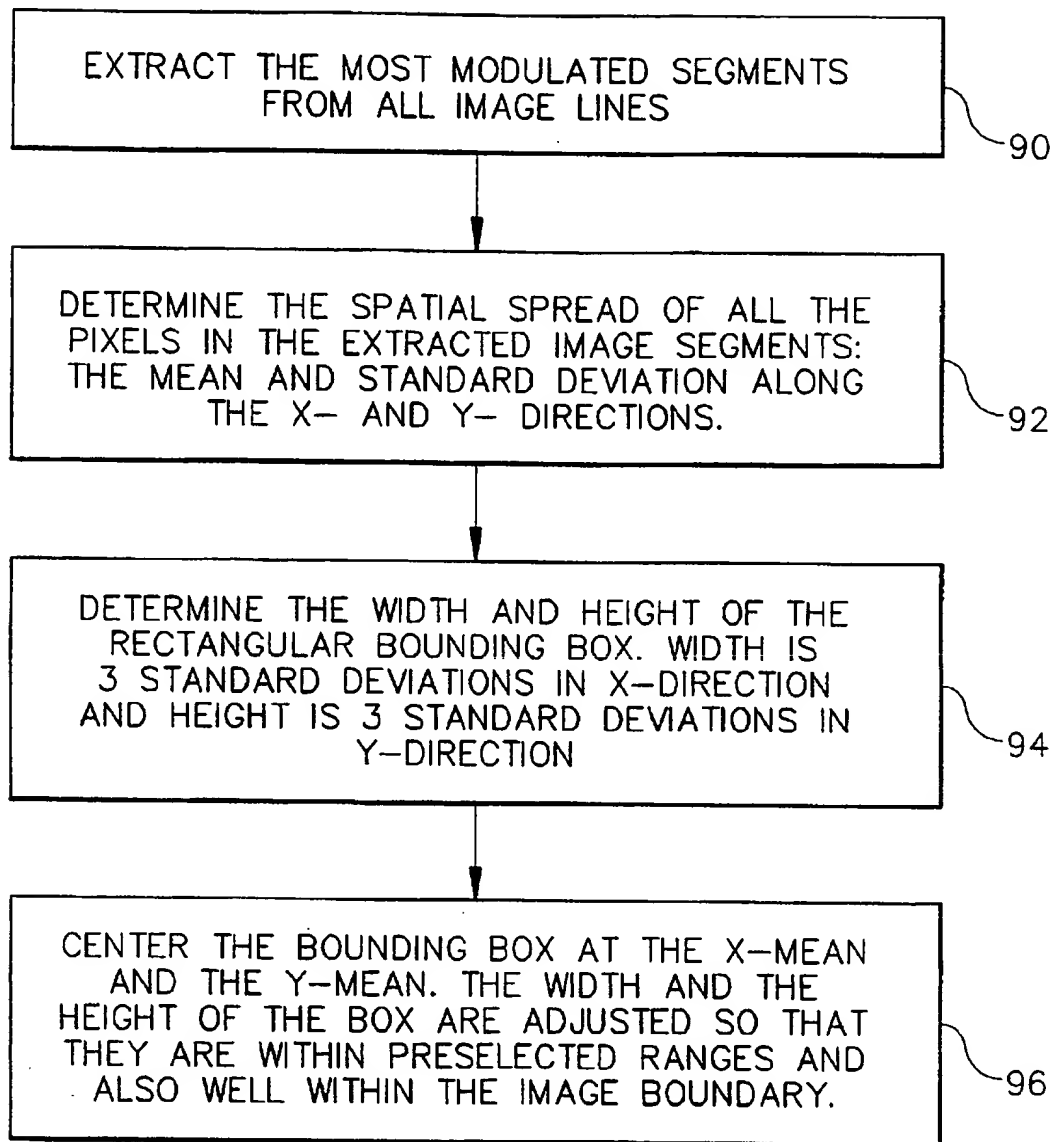 EXTRACT THE MOST MODULATED SEGMENTS
FROM ALL IMAGE LINES
90
DETERMINE THE SPATIAL SPREAD OF ALL THE
PIXELS IN THE EXTRACTED IMAGE SEGMENTS:
THE MEAN AND STANDARD DEVIATION ALONG
THE X- AND Y- DIRECTIONS.
92
DETERMINE THE WIDTH AND HEIGHT OF THE
RECTANGULAR BOUNDING BOX. WIDTH IS
3 STANDARD DEVIATIONS IN X-DIRECTION
AND HEIGHT IS 3 STANDARD DEVIATIONS IN
Y-DIRECTION
94
CENTER THE BOUNDING BOX AT THE X-MEAN
AND THE Y-MEAN. THE WIDTH AND THE
HEIGHT OF THE BOX ARE ADJUSTED SO THAT
THEY ARE WITHIN PRESELECTED RANGES AND
ALSO WELL WITHIN THE IMAGE BOUNDARY.
96